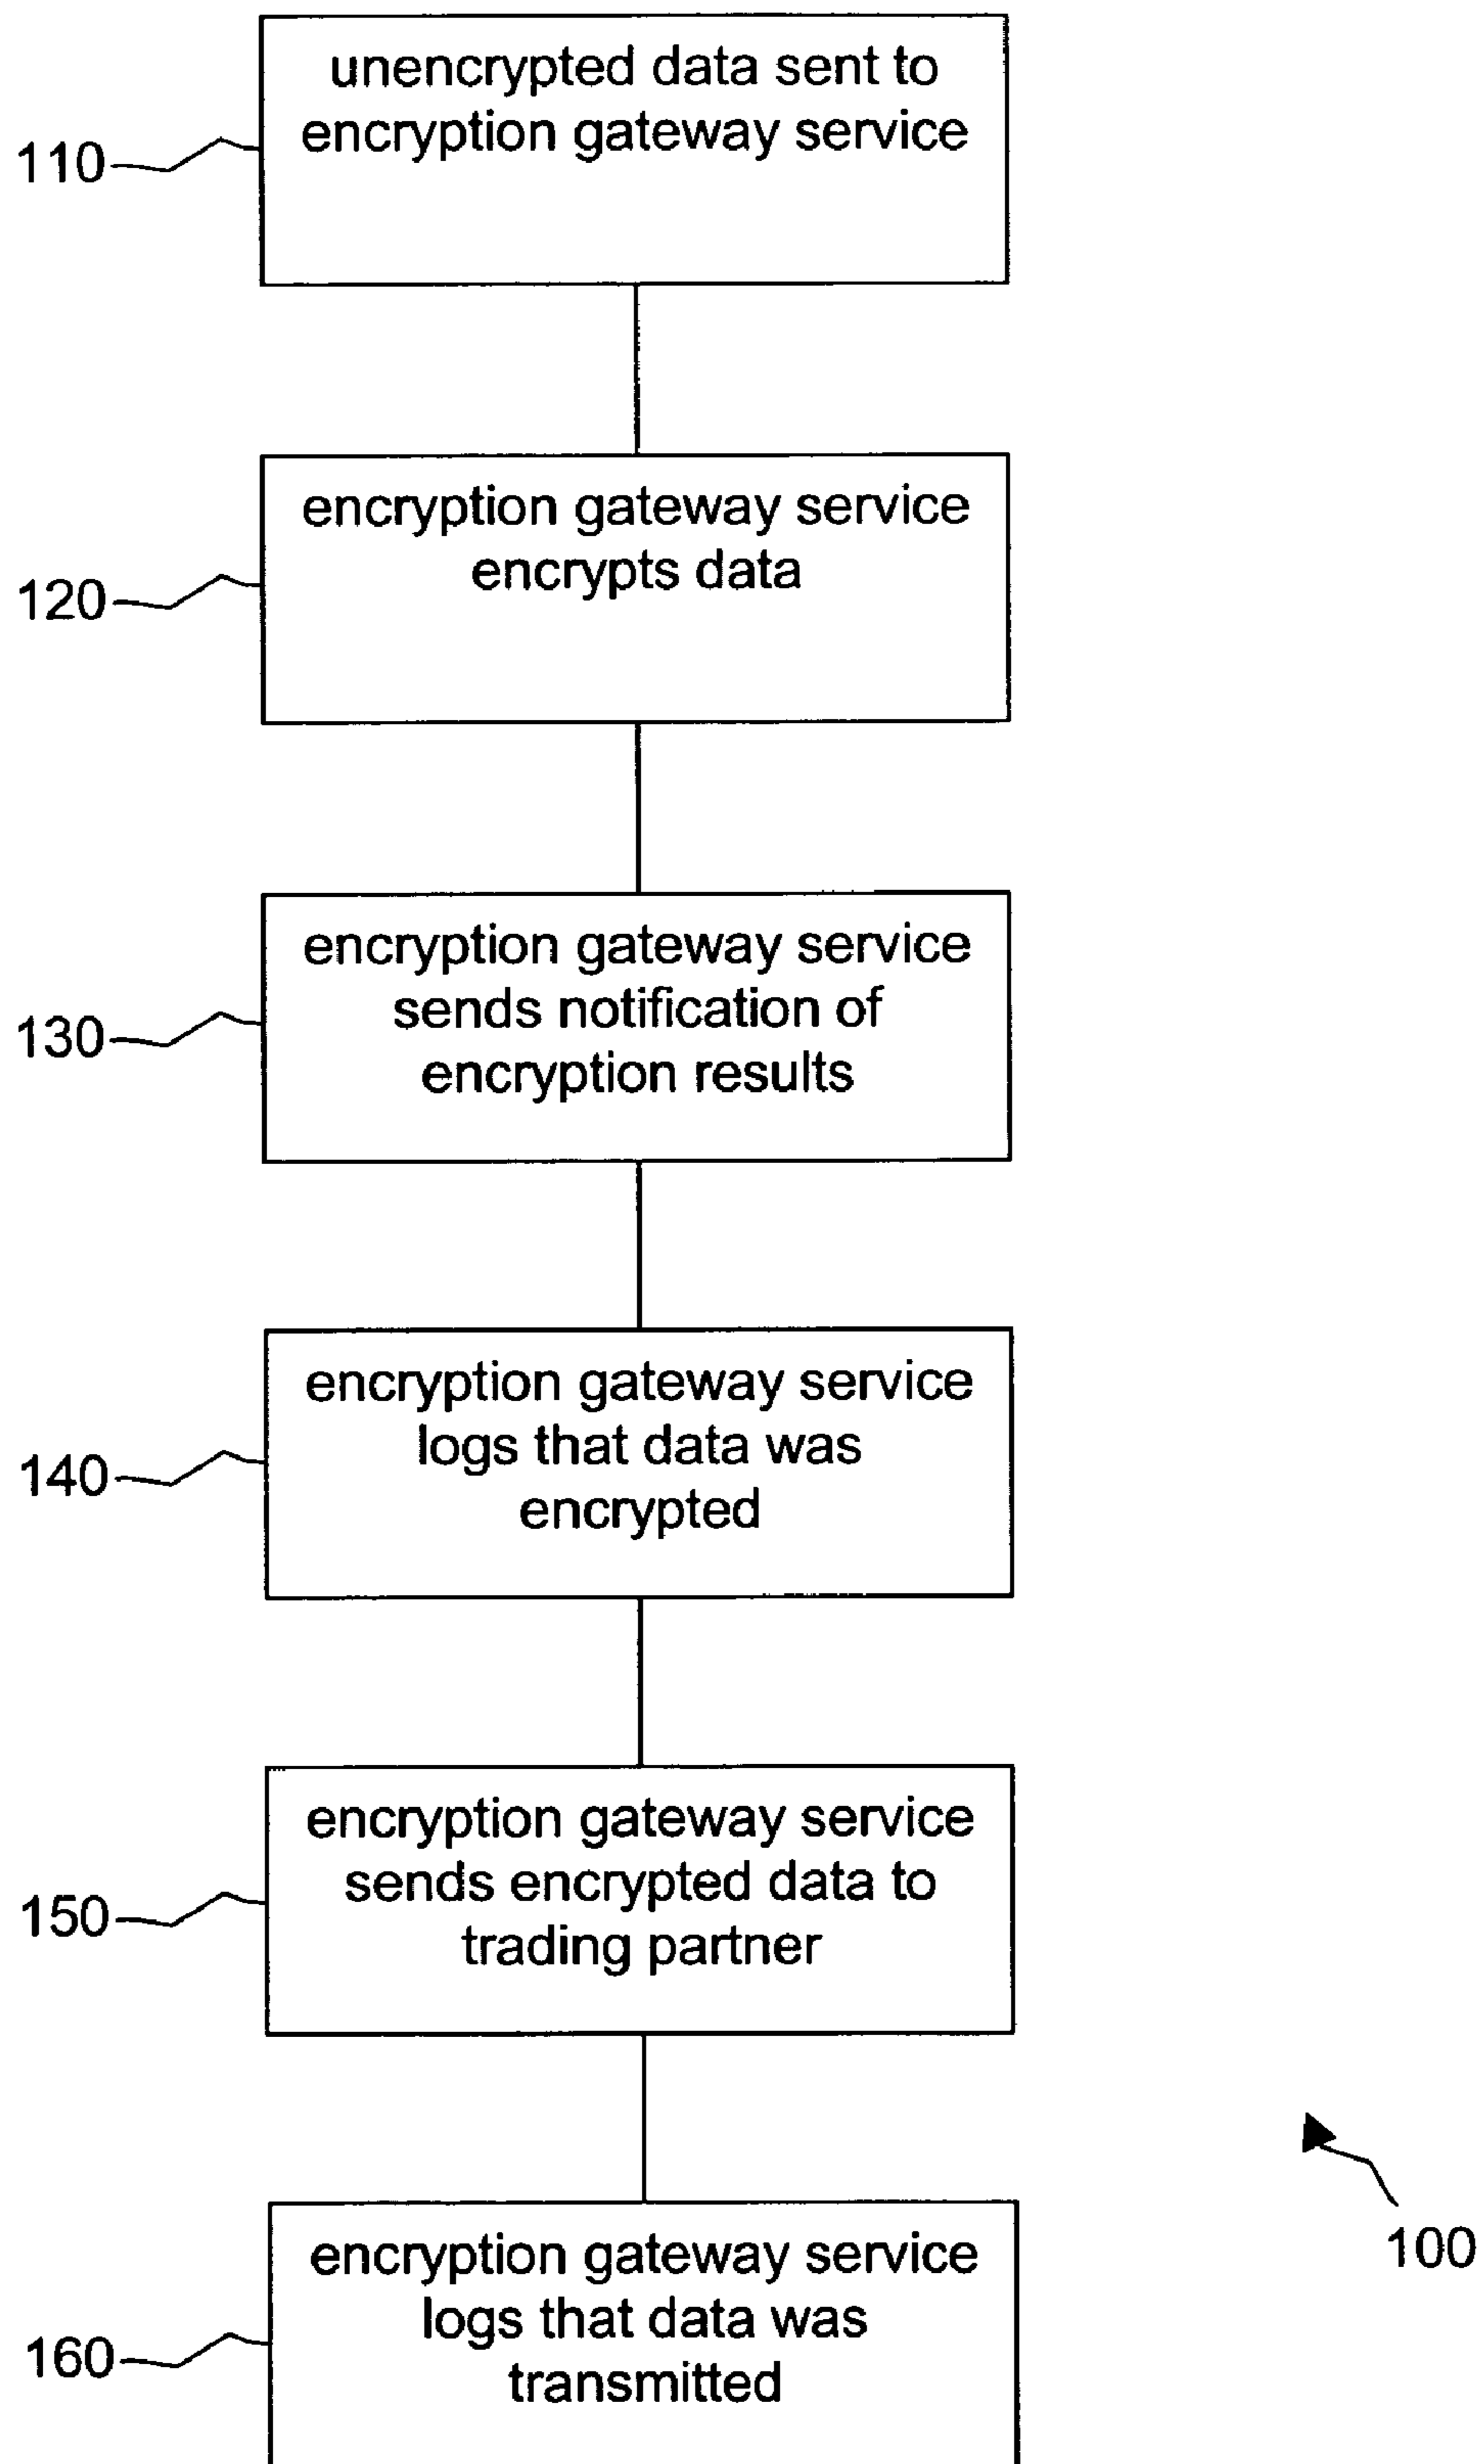 unencrypted data sent to
encryption gateway service
110
encryption gateway service
encrypts data
120
encryption gateway service
sends notification of
encryption results
130
encryption gateway service
logs that data was
encrypted
140
encryption gateway service
sends encrypted data to
trading partner
150
encryption gateway service
logs that data was
transmitted
160
100